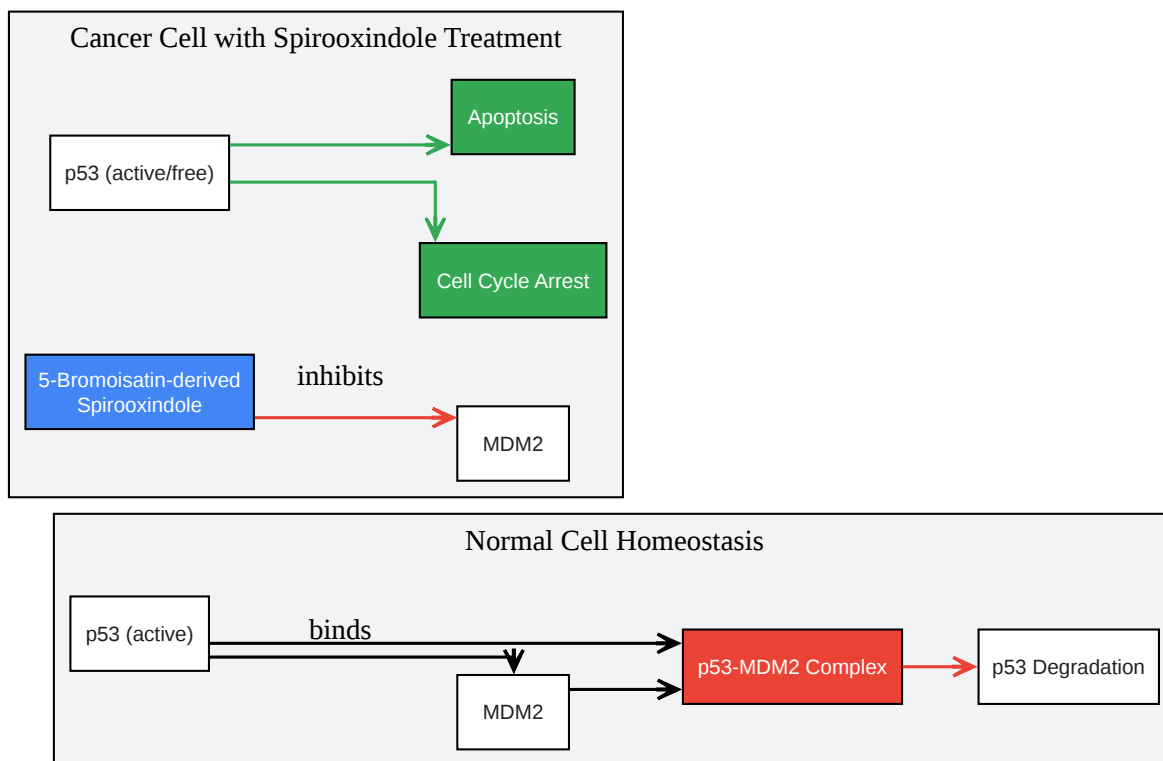 Cancer Cell with Spirooxindole Treatment
Apoptosis
p53 (active/free)
Cell Cycle Arrest
5-Bromoisatin-derived
Spirooxindole
inhibits
MDM2
Normal Cell Homeostasis
p53 (active)
binds
p53-MDM2 Complex
p53 Degradation
MDM2